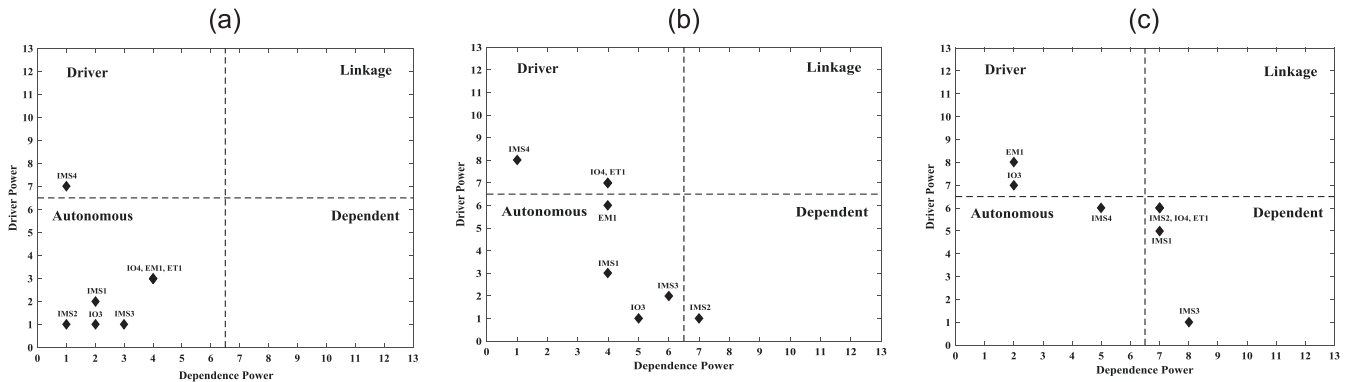 (a)
13
12
11
10
9
8
7
6
5
4
3
2
1
0
Driver Power
Driver
Linkage
IMS4
Autonomous
Dependent
IO4, EM1, ET1
IMS1
IMS2
IO3
IMS3
0 1 2 3 4 5 6 7 8 9 10 11 12 13
Dependence Power
(b)
13
12
11
10
9
8
7
6
5
4
3
2
1
0
Driver Power
Driver
Linkage
IMS4
IO4, ET1
Autonomous
Dependent
EM1
IMS1
IMS3
IO3
IMS2
0 1 2 3 4 5 6 7 8 9 10 11 12 13
Dependence Power
(c)
13
12
11
10
9
8
7
6
5
4
3
2
1
0
Driver Power
Driver
Linkage
EM1
IO3
Autonomous
Dependent
IMS4
IMS2, IO4, ET1
IMS1
IMS3
0 1 2 3 4 5 6 7 8 9 10 11 12 13
Dependence Power